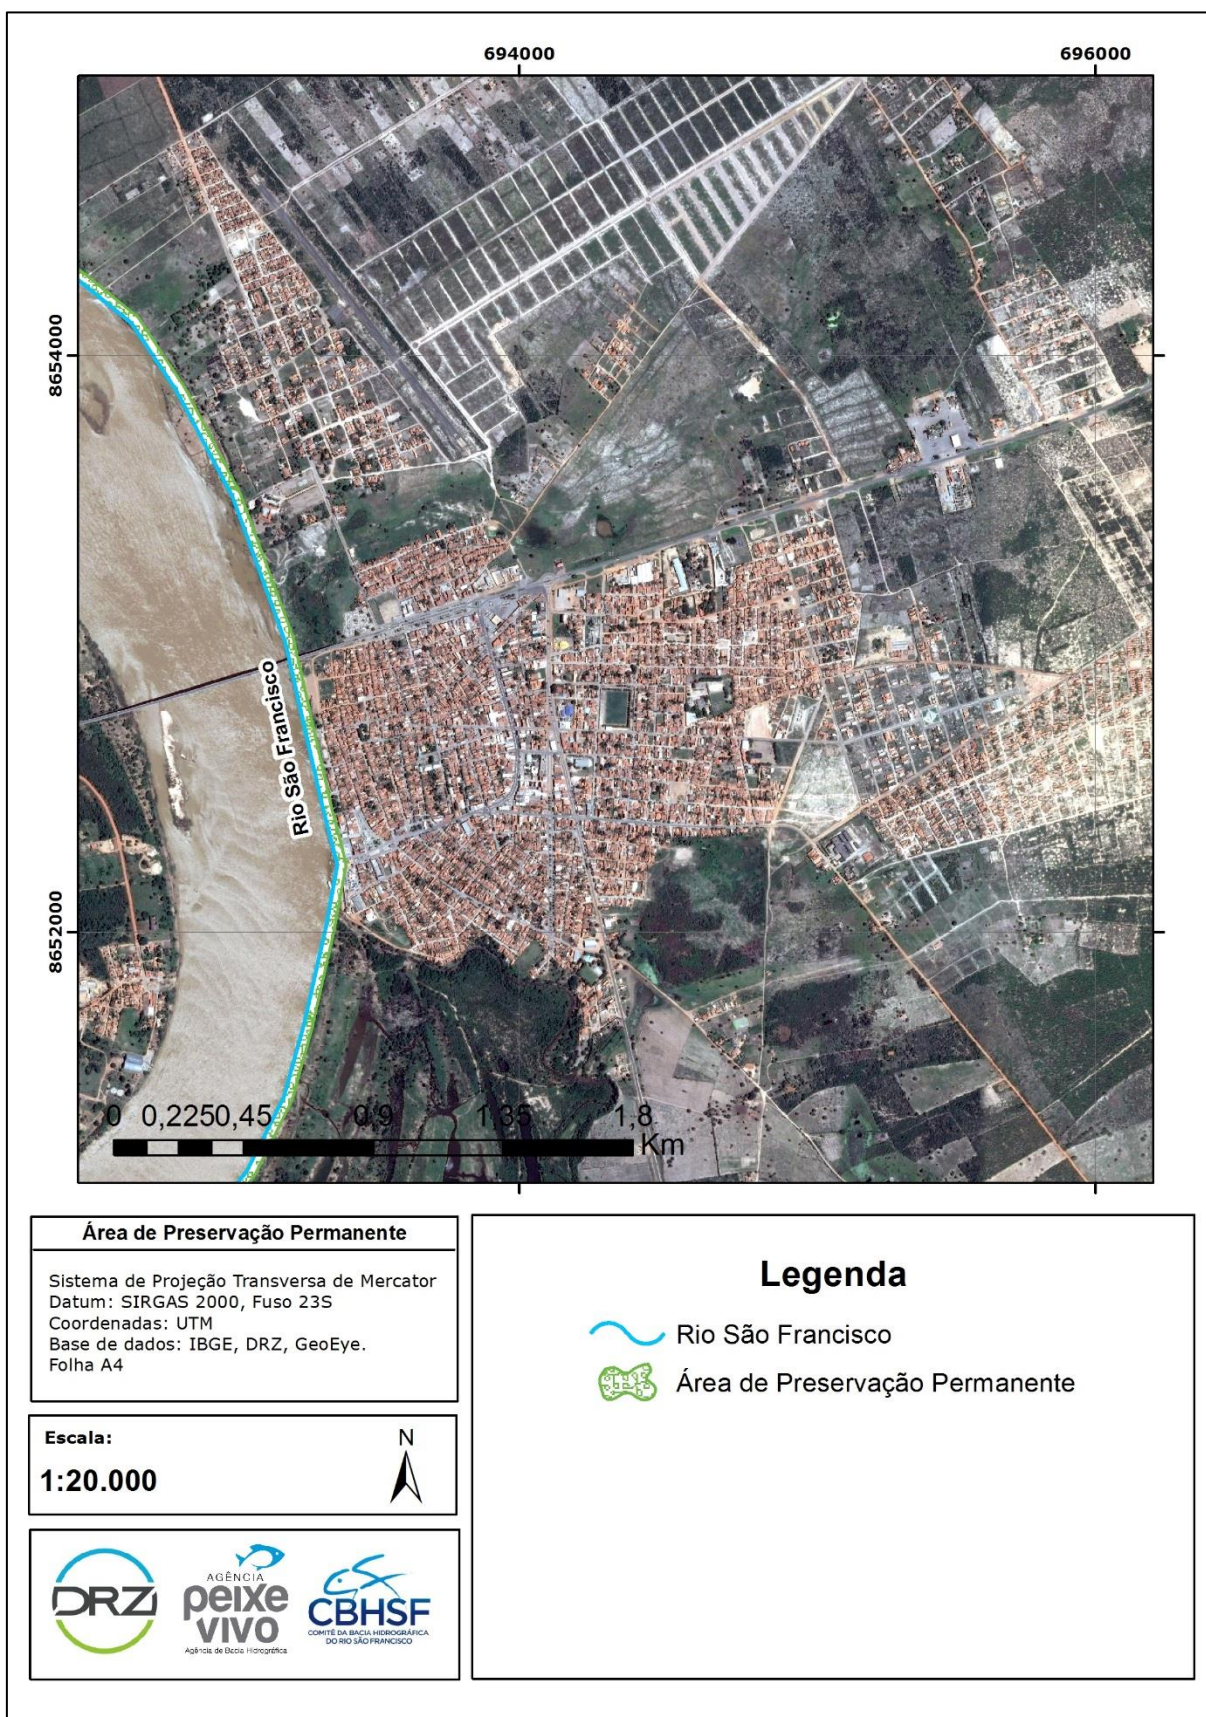 694000
696000
8654000
8652000
Rio São Francisco
0 0,2250,45 0,9 1,35 1,8
Km
Área de Preservação Permanente
Sistema de Projeção Transversa de Mercator
Datum: SIRGAS 2000, Fuso 23S
Coordenadas: UTM
Base de dados: IBGE, DRZ, GeoEye.
Folha A4
Escala:
1:20.000
N
DRZ
AGÊNCIA
peixe
vivo
Agência de Bacia Hidrográfica
CBHSF
COMITÊ DA BACIA HIDROGRÁFICA
DO RIO SÃO FRANCISCO
Legenda
Rio São Francisco
Área de Preservação Permanente